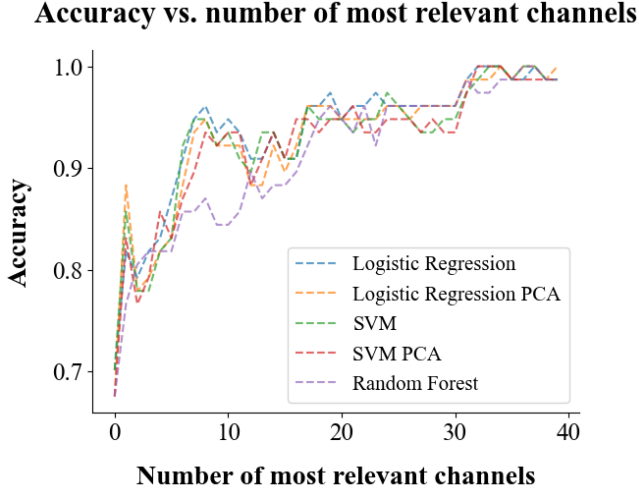 Accuracy vs. number of most relevant channels
1.0
0.9
0.8
0.7
Accuracy
Logistic Regression
Logistic Regression PCA
SVM
SVM PCA
Random Forest
0 10 20 30 40
Number of most relevant channels